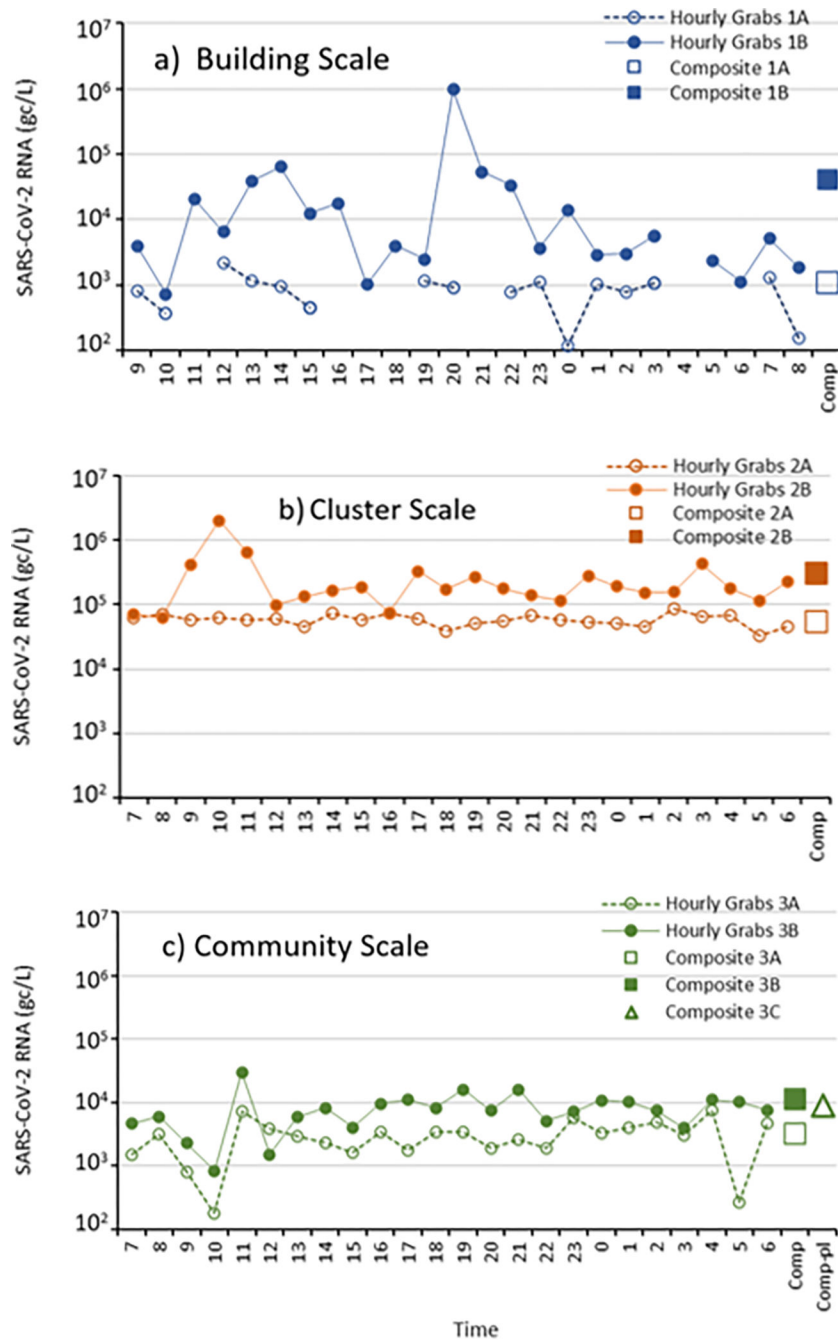 a) Building Scale
Hourly Grabs 1A
Hourly Grabs 1B
Composite 1A
Composite 1B
SARS-CoV-2 RNA (gc/L)
10⁷
10⁶
10⁵
10⁴
10³
10²
9 10 11 12 13 14 15 16 17 18 19 20 21 22 23 0 1 2 3 4 5 6 7 8 Comp
b) Cluster Scale
Hourly Grabs 2A
Hourly Grabs 2B
Composite 2A
Composite 2B
SARS-CoV-2 RNA (gc/L)
10⁷
10⁶
10⁵
10⁴
10³
10²
7 8 9 10 11 12 13 14 15 16 17 18 19 20 21 22 23 0 1 2 3 4 5 6 Comp
c) Community Scale
Hourly Grabs 3A
Hourly Grabs 3B
Composite 3A
Composite 3B
Composite 3C
SARS-CoV-2 RNA (gc/L)
10⁷
10⁶
10⁵
10⁴
10³
10²
7 8 9 10 11 12 13 14 15 16 17 18 19 20 21 22 23 0 1 2 3 4 5 6 Comp Comp-pl
Time